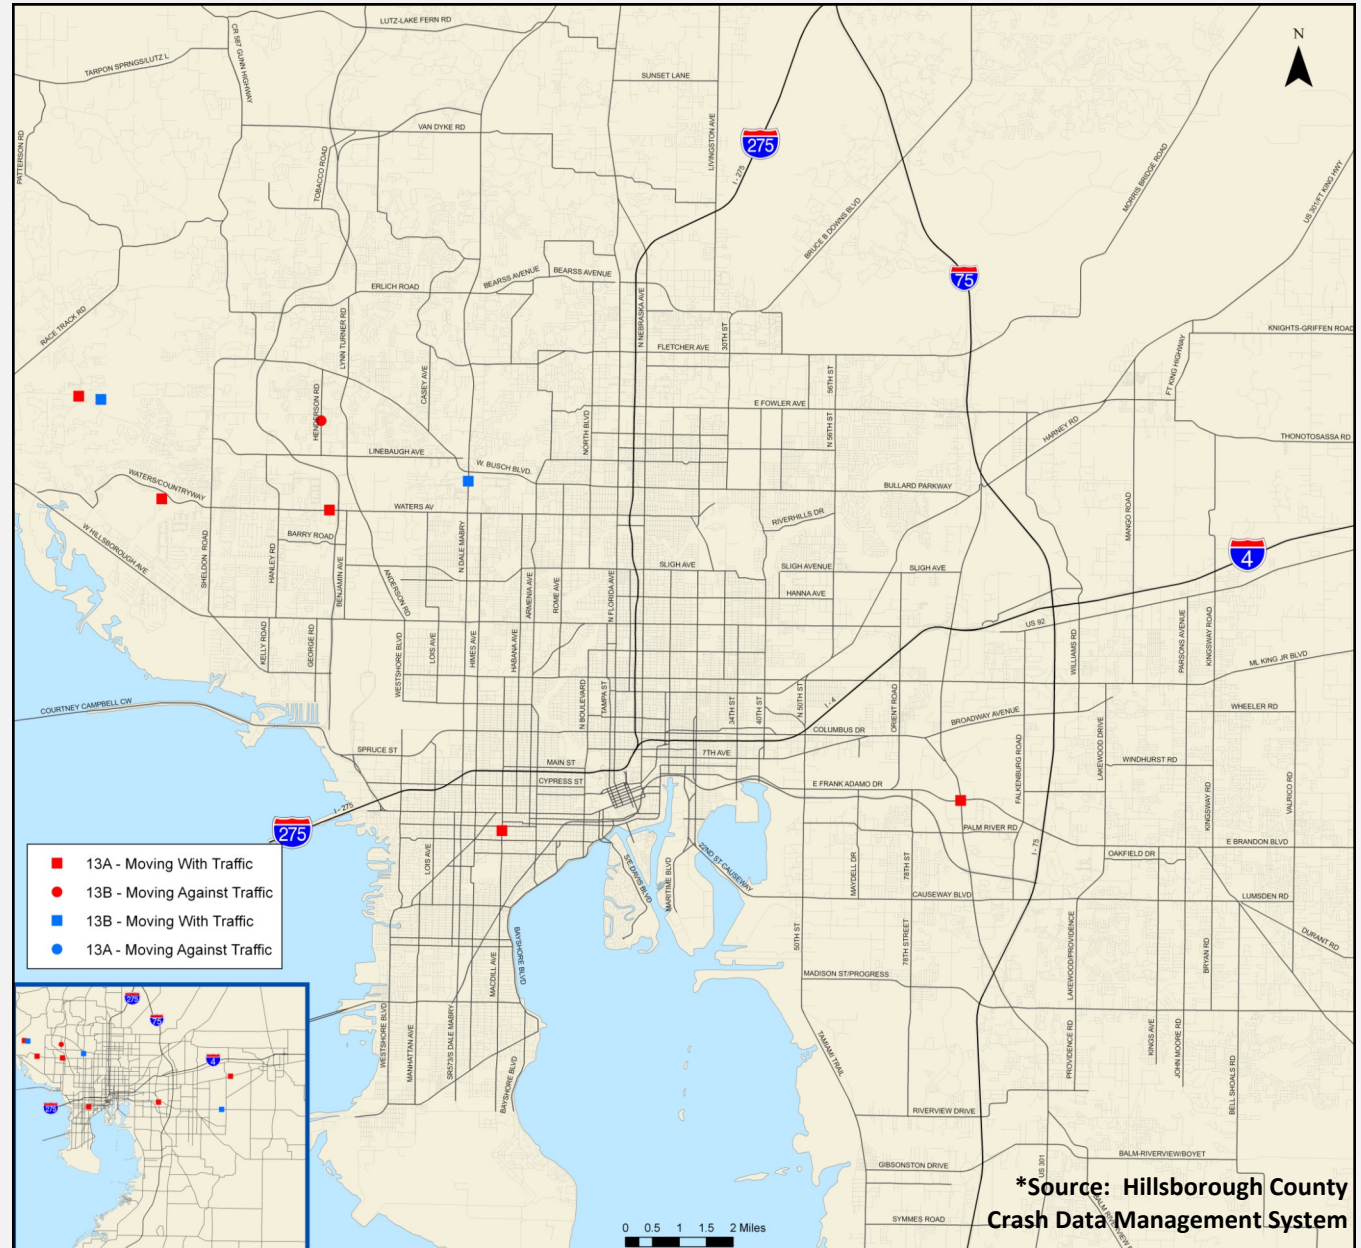 LUTZ-LAKE FERN RD
CR 587 GUNN HIGHWAY
TARPON SPRNGS/LUTZ L
SUNSET LANE
N
PATTERSON RD
VAN DYKE RD
LIVINGSTON AVE
275
I - 275
TOBACCO ROAD
MORRIS BRIDGE ROAD
US 301/FT KING HWY
BRUCE B DOWNS BLVD
BEARSS AVENUE
BEARSS AVENUE
75
ERLICH ROAD
RACE TRACK RD
LYNN TURNER RD
N NEBRASKA AVE
30TH ST
FLETCHER AVE
KNIGHTS-GRIFFEN ROAD
FT KING HIGHWAY
CASEY AVE
56TH ST
HENDERSON RD
E FOWLER AVE
NORTH BLVD
N 56TH ST
HARNEY RD
THONOTOSASSA RD
LINEBAUGH AVE
W. BUSCH BLVD.
WATERS/COUNTRYWAY
BULLARD PARKWAY
WATERS AV
RIVERHILLS DR
MANGO ROAD
W HILLSBOROUGH AVE
BARRY ROAD
N DALE MABRY
4
SHELDON ROAD
HANLEY RD
BENJAMIN AVE
ANDERSON RD
SLIGH AVE
SLIGH AVENUE
SLIGH AVE
ARMENIA AVE
ROME AVE
N FLORIDA AVE
HANNA AVE
US 92
KELLY ROAD
GEORGE RD
WESTSHORE BLVD
LOIS AVE
HIMES AVE
HABANA AVE
WILLIAMS RD
PARSONS AVENUE
KINGSWAY ROAD
ML KING JR BLVD
COURTNEY CAMPBELL CW
N BOULEVARD
TAMPA ST
34TH ST
40TH ST
N 50TH ST
I - 4
ORIENT ROAD
BROADWAY AVENUE
WHEELER RD
COLUMBUS DR
LAKEWOOD DRIVE
SPRUCE ST
7TH AVE
MAIN ST
WINDHURST RD
CYPRESS ST
E FRANK ADAMO DR
FALKENBURG ROAD
KINGSWAY RD
VALRICO RD
I - 275
275
PALM RIVER RD
I - 75
E BRANDON BLVD
LOIS AVE
S/E DAVIS BLVD
MARITIME BLVD
22ND ST CAUSEWAY
MAYDELL DR
78TH ST
OAKFIELD DR
CAUSEWAY BLVD
LUMSDEN RD
13A - Moving With Traffic
13B - Moving Against Traffic
13B - Moving With Traffic
13A - Moving Against Traffic
BAYSHORE BLVD
MACDILL AVE
50TH ST
78TH STREET
LAKEWOOD/PROVIDENCE
BRYAN RD
DURANT RD
MADISON ST/PROGRESS
275
75
4
275
WESTSHORE BLVD
MANHATTAN AVE
SR573/S DALE MABRY
BAYSHORE BLVD
TAMIAMI TRAIL
PROVIDENCE RD
KINGS AVE
JOHN MOORE RD
BELL SHOALS RD
RIVERVIEW DRIVE
GIBSONSTON DRIVE
US 301
BALM-RIVERVIEW/BOYET
*Source: Hillsborough County
Crash Data Management System
SYMMES ROAD
0 0.5 1 1.5 2 Miles